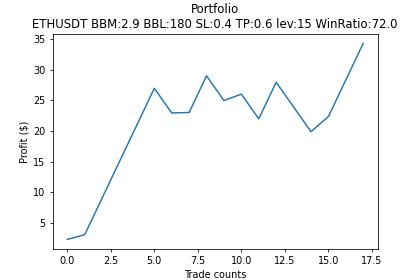 Portfolio
ETHUSDT BBM:2.9 BBL:180 SL:0.4 TP:0.6 lev:15 WinRatio:72.0
35
30
25
20
15
10
5
Profit ($)
0.0 2.5 5.0 7.5 10.0 12.5 15.0 17.5
Trade counts